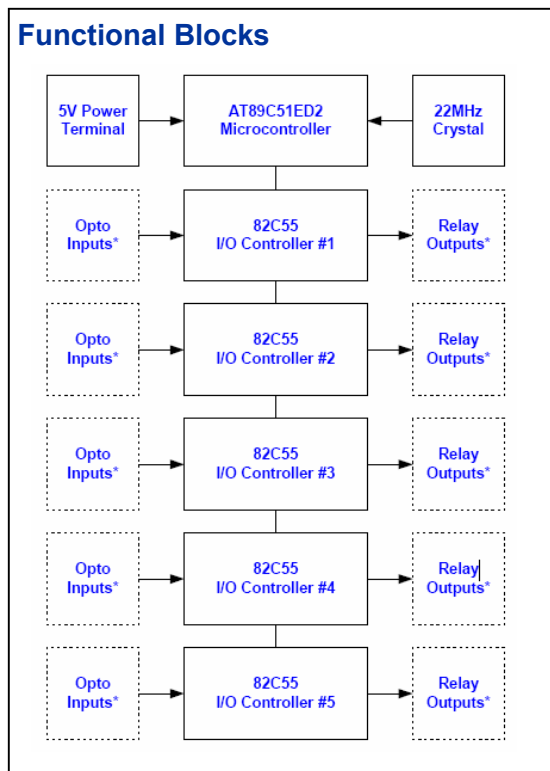 Functional Blocks
5V Power
Terminal
AT89C51ED2
Microcontroller
22MHz
Crystal
Opto
Inputs*
82C55
I/O Controller #1
Relay
Outputs*
Opto
Inputs*
82C55
I/O Controller #2
Relay
Outputs*
Opto
Inputs*
82C55
I/O Controller #3
Relay
Outputs*
Opto
Inputs*
82C55
I/O Controller #4
Relay
Outputs*
Opto
Inputs*
82C55
I/O Controller #5
Relay
Outputs*